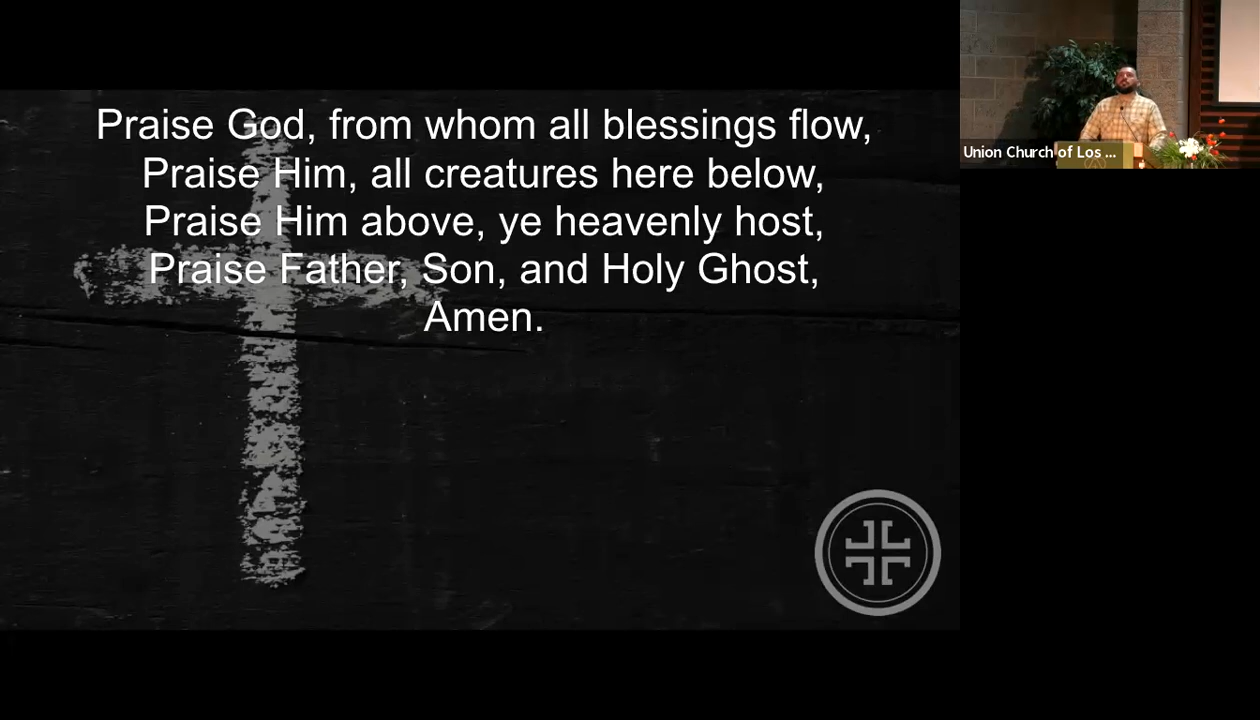 Praise God, from whom all blessings flow,
Praise Him, all creatures here below,
Praise Him above, ye heavenly host,
Praise Father, Son, and Holy Ghost,
Amen.
Union Church of Los ...